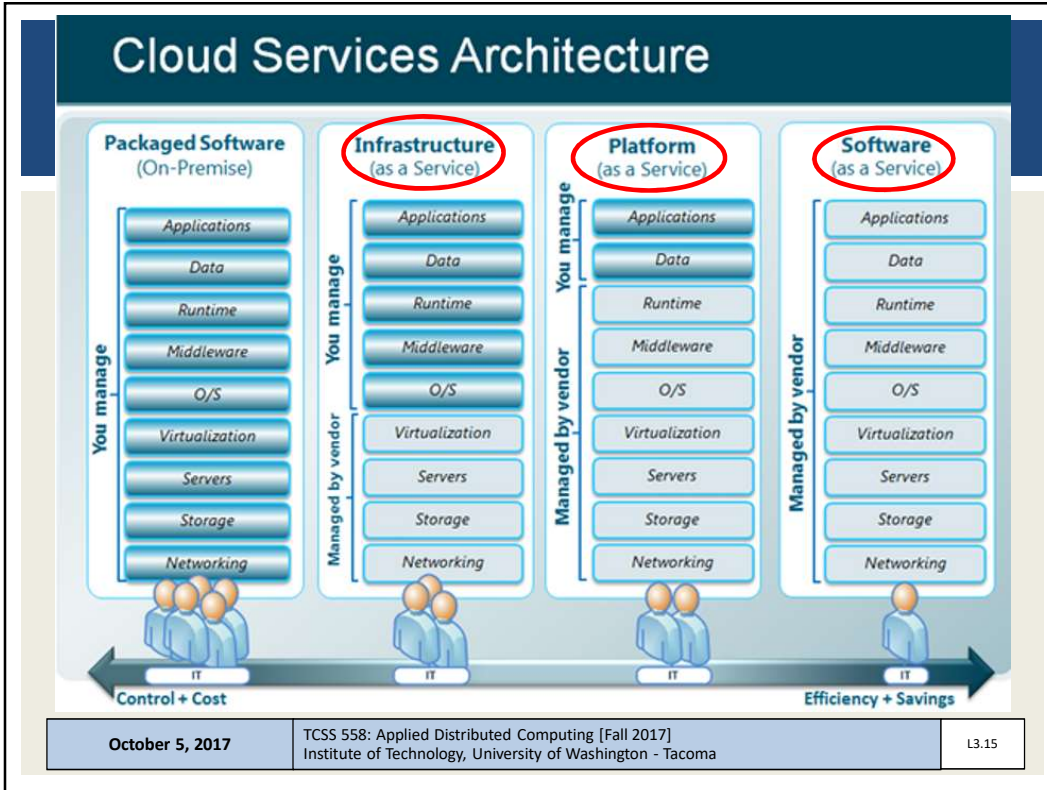 Cloud Services Architecture
Packaged Software
(On-Premise)
You manage
Applications
Data
Runtime
Middleware
O/S
Virtualization
Servers
Storage
Networking
Infrastructure
(as a Service)
You manage
Applications
Data
Runtime
Middleware
O/S
Managed by vendor
Virtualization
Servers
Storage
Networking
Platform
(as a Service)
You manage
Applications
Data
Managed by vendor
Runtime
Middleware
O/S
Virtualization
Servers
Storage
Networking
Software
(as a Service)
Managed by vendor
Applications
Data
Runtime
Middleware
O/S
Virtualization
Servers
Storage
Networking
IT
IT
IT
IT
Control + Cost
Efficiency + Savings
October 5, 2017
TCSS 558: Applied Distributed Computing [Fall 2017]
Institute of Technology, University of Washington - Tacoma
L3.15